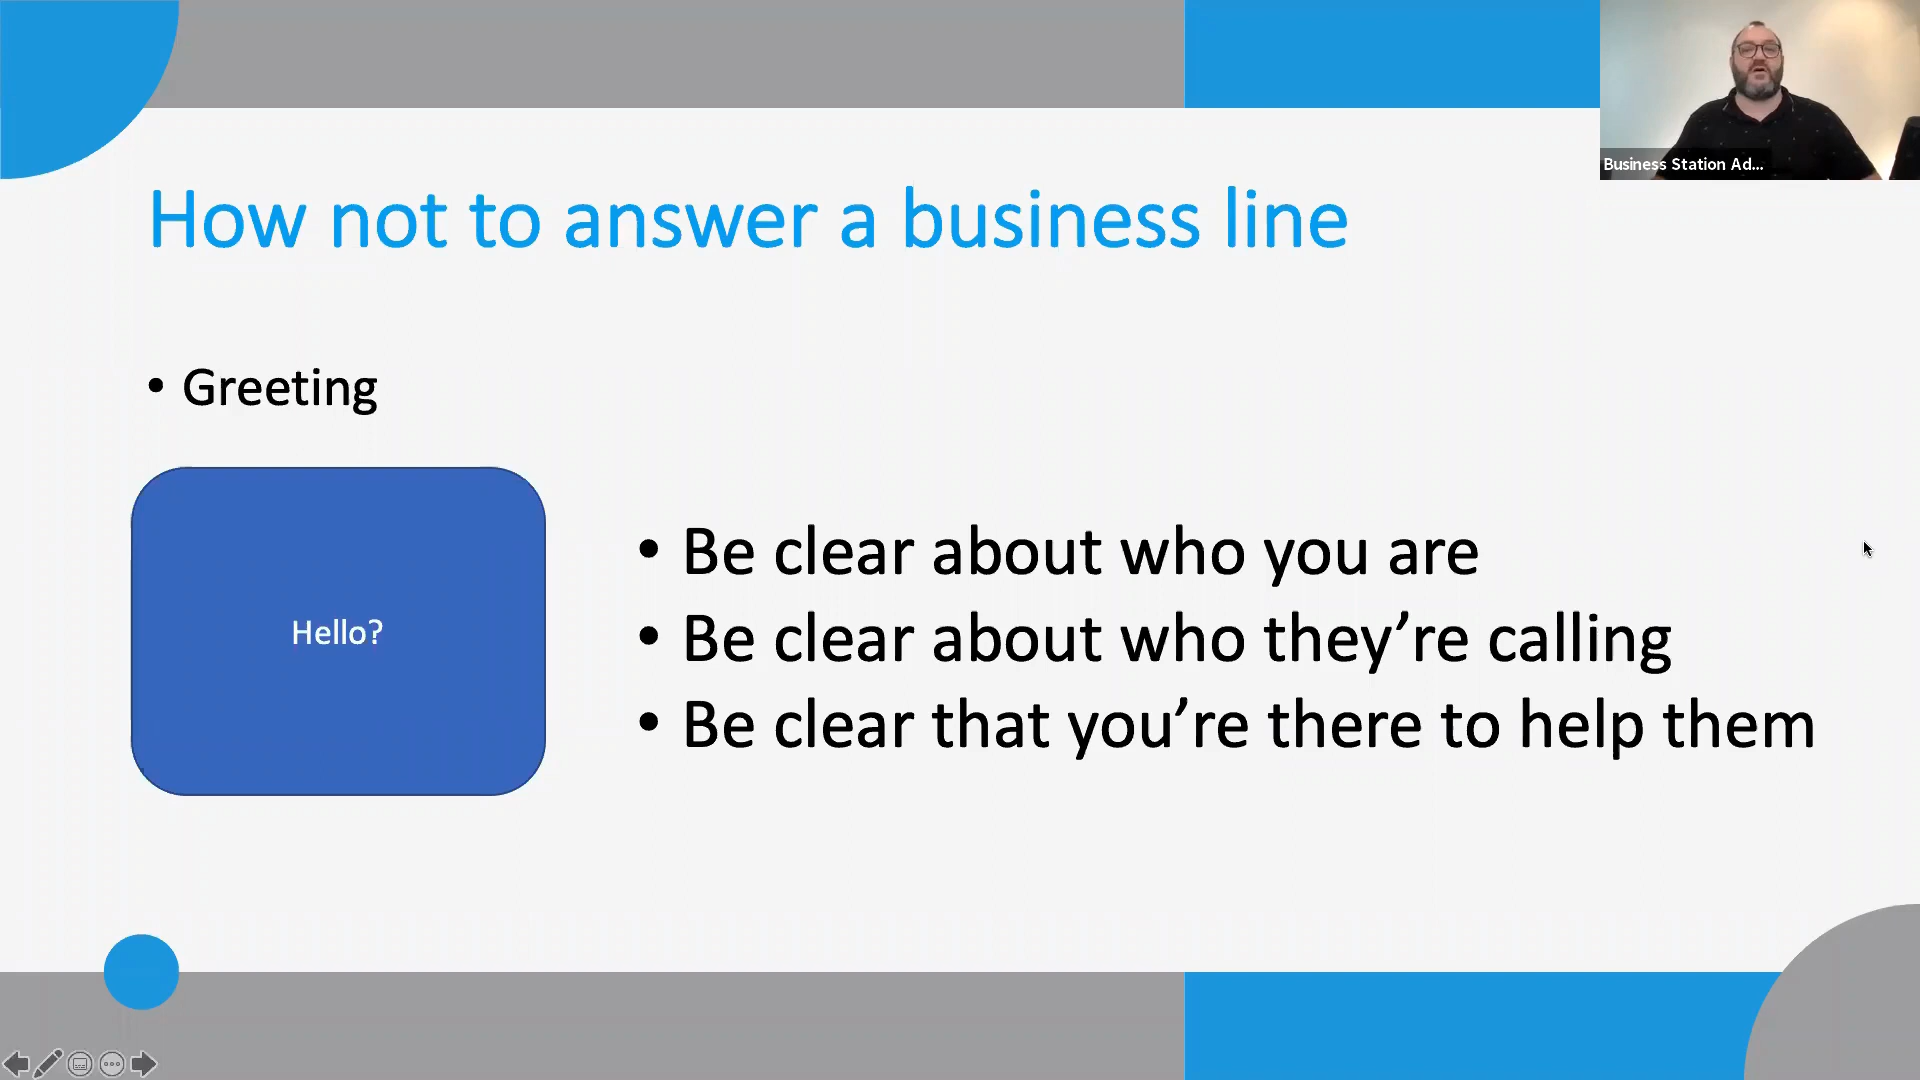 Business Station Ad...
How not to answer a business line
• Greeting
Hello?
• Be clear about who you are
• Be clear about who they’re calling
• Be clear that you’re there to help them